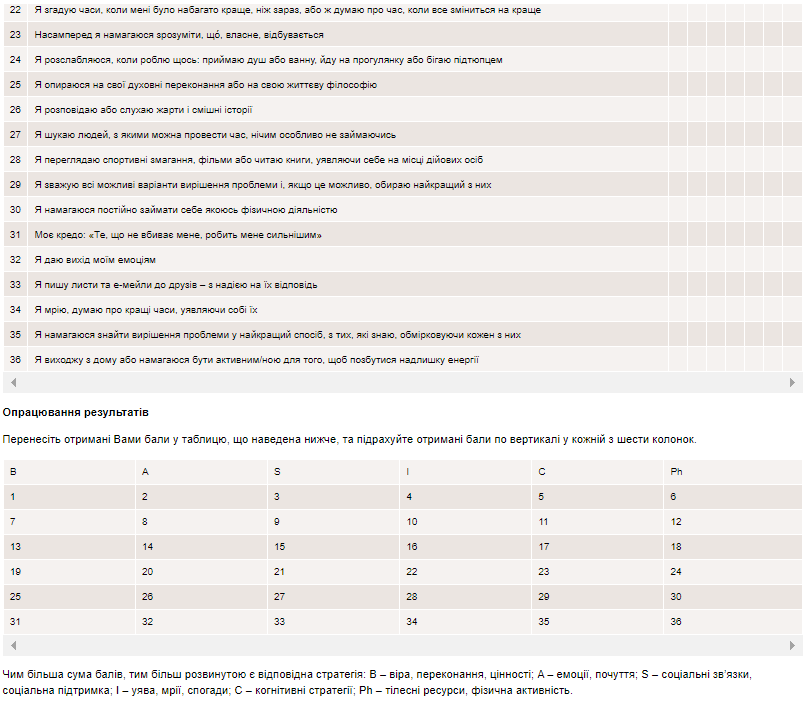 22 Я згадую часи, коли мені було набагато краще, ніж зараз, або ж думаю про час, коли все зміниться на краще
23 Насамперед я намагаюся зрозуміти, що́, власне, відбувається
24 Я розслабляюся, коли роблю щось: приймаю душ або ванну, йду на прогулянку або бігаю підтюпцем
25 Я опираюся на свої духовні переконання або на свою життєву філософію
26 Я розповідаю або слухаю жарти і смішні історії
27 Я шукаю людей, з якими можна провести час, нічим особливо не займаючись
28 Я переглядаю спортивні змагання, фільми або читаю книги, уявляючи себе на місці дійових осіб
29 Я зважую всі можливі варіанти вирішення проблеми і, якщо це можливо, обираю найкращий з них
30 Я намагаюся постійно займати себе якоюсь фізичною діяльністю
31 Моє кредо: «Те, що не вбиває мене, робить мене сильнішим»
32 Я даю вихід моїм емоціям
33 Я пишу листи та е-мейли до друзів – з надією на їх відповідь
34 Я мрію, думаю про кращі часи, уявляючи собі їх
35 Я намагаюся знайти вирішення проблеми у найкращий спосіб, з тих, які знаю, обмірковуючи кожен з них
36 Я виходжу з дому або намагаюся бути активним/ною для того, щоб позбутися надлишку енергії
Опрацювання результатів
Перенесіть отримані Вами бали у таблицю, що наведена нижче, та підрахуйте отримані бали по вертикалі у кожній з шести колонок.
B A S I C Ph
1 2 3 4 5 6
7 8 9 10 11 12
13 14 15 16 17 18
19 20 21 22 23 24
25 26 27 28 29 30
31 32 33 34 35 36
Чим більша сума балів, тим більш розвинутою є відповідна стратегія: В – віра, переконання, цінності; А – емоції, почуття; S – соціальні зв'язки,
соціальна підтримка; I – уява, мрії, спогади; С – когнітивні стратегії; Ph – тілесні ресурси, фізична активність.